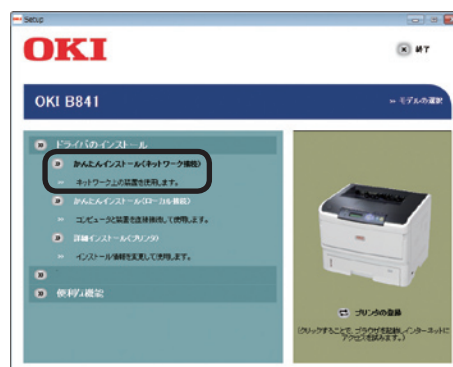 Setup
OKI
終了
OKI B841
モデルの選択
ドライバのインストール
かんたんインストール(ネットワーク接続)
ネットワーク上の装置を使用します。
かんたんインストール(ローカル接続)
コンピュータと装置を直接接続して使用します。
詳細インストール(プリンタ)
インストール情報を変更して使用します。
便利な機能
プリンタの登録
(クリックすることで、ブラウザを起動し、インターネットに
アクセスを試みます。)